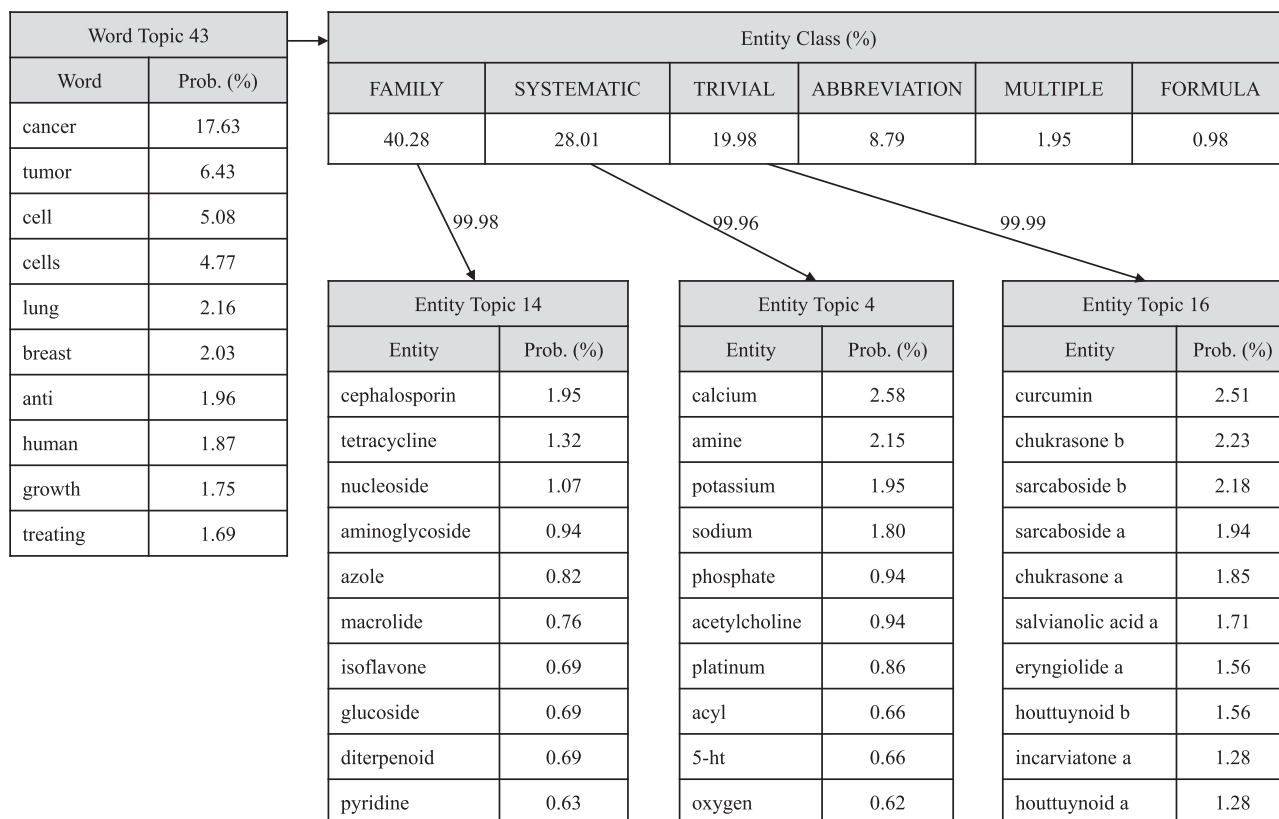 Word Topic 43
Word Prob. (%)
cancer 17.63
tumor 6.43
cell 5.08
cells 4.77
lung 2.16
breast 2.03
anti 1.96
human 1.87
growth 1.75
treating 1.69
Entity Class (%)
FAMILY SYSTEMATIC TRIVIAL ABBREVIATION MULTIPLE FORMULA
40.28 28.01 19.98 8.79 1.95 0.98
99.98 99.96 99.99
Entity Topic 14
Entity Prob. (%)
cephalosporin 1.95
tetracycline 1.32
nucleoside 1.07
aminoglycoside 0.94
azole 0.82
macrolide 0.76
isoflavone 0.69
glucoside 0.69
diterpenoid 0.69
pyridine 0.63
Entity Topic 4
Entity Prob. (%)
calcium 2.58
amine 2.15
potassium 1.95
sodium 1.80
phosphate 0.94
acetylcholine 0.94
platinum 0.86
acyl 0.66
5-ht 0.66
oxygen 0.62
Entity Topic 16
Entity Prob. (%)
curcumin 2.51
chukrasone b 2.23
sarcaboside b 2.18
sarcaboside a 1.94
chukrasone a 1.85
salvianolic acid a 1.71
eryngiolide a 1.56
houttuynoid b 1.56
incarviatone a 1.28
houttuynoid a 1.28